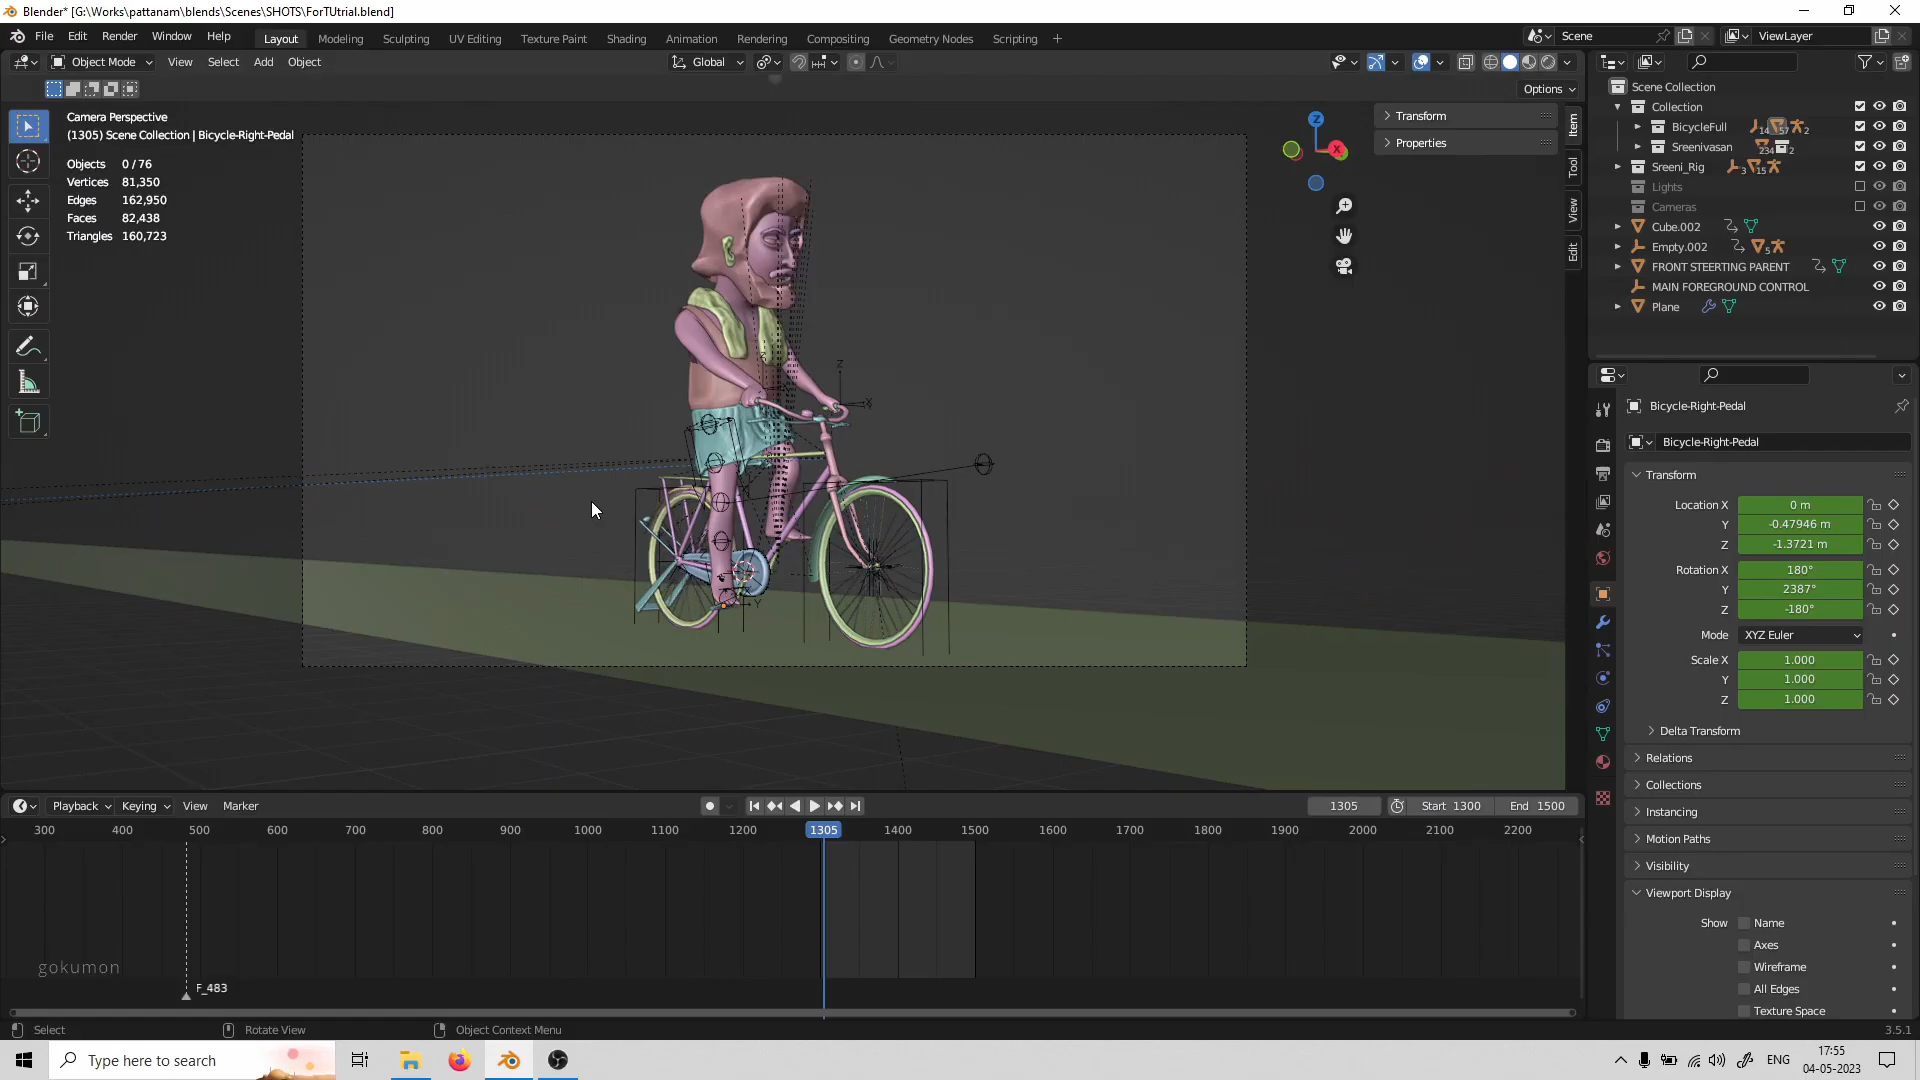 Blender* [G:\Works\pattanam\blends\Scenes\SHOTS\ForTUtrial.blend]
File Edit Render Window Help Layout Modeling Sculpting UV Editing Texture Paint Shading Animation Rendering Compositing Geometry Nodes Scripting + Scene ViewLayer
Object Mode View Select Add Object Global
Options
Camera Perspective
(1305) Scene Collection | Bicycle-Right-Pedal
Objects 0 / 76
Vertices 81,350
Edges 162,950
Faces 82,438
Triangles 160,723
Transform
Properties
Item
Tool
View
Edit
Z
X
Z
X
Y
Scene Collection
Collection
BicycleFull 14 57 2
Sreenivasan 234 2
Sreeni_Rig 3 15
Lights
Cameras
Cube.002
Empty.002 5
FRONT STEERTING PARENT
MAIN FOREGROUND CONTROL
Plane
Bicycle-Right-Pedal
Bicycle-Right-Pedal
Transform
Location X 0 m
Y -0.47946 m
Z -1.3721 m
Rotation X 180°
Y 2387°
Z -180°
Mode XYZ Euler
Scale X 1.000
Y 1.000
Z 1.000
Delta Transform
Relations
Collections
Instancing
Motion Paths
Visibility
Viewport Display
Show Name
Axes
Wireframe
All Edges
Texture Space
Playback Keying View Marker 1305 Start 1300 End 1500
300 400 500 600 700 800 900 1000 1100 1200 1305 1400 1500 1600 1700 1800 1900 2000 2100 2200
gokumon
F_483
Select Rotate View Object Context Menu 3.5.1
Type here to search
ENG
17:55
04-05-2023